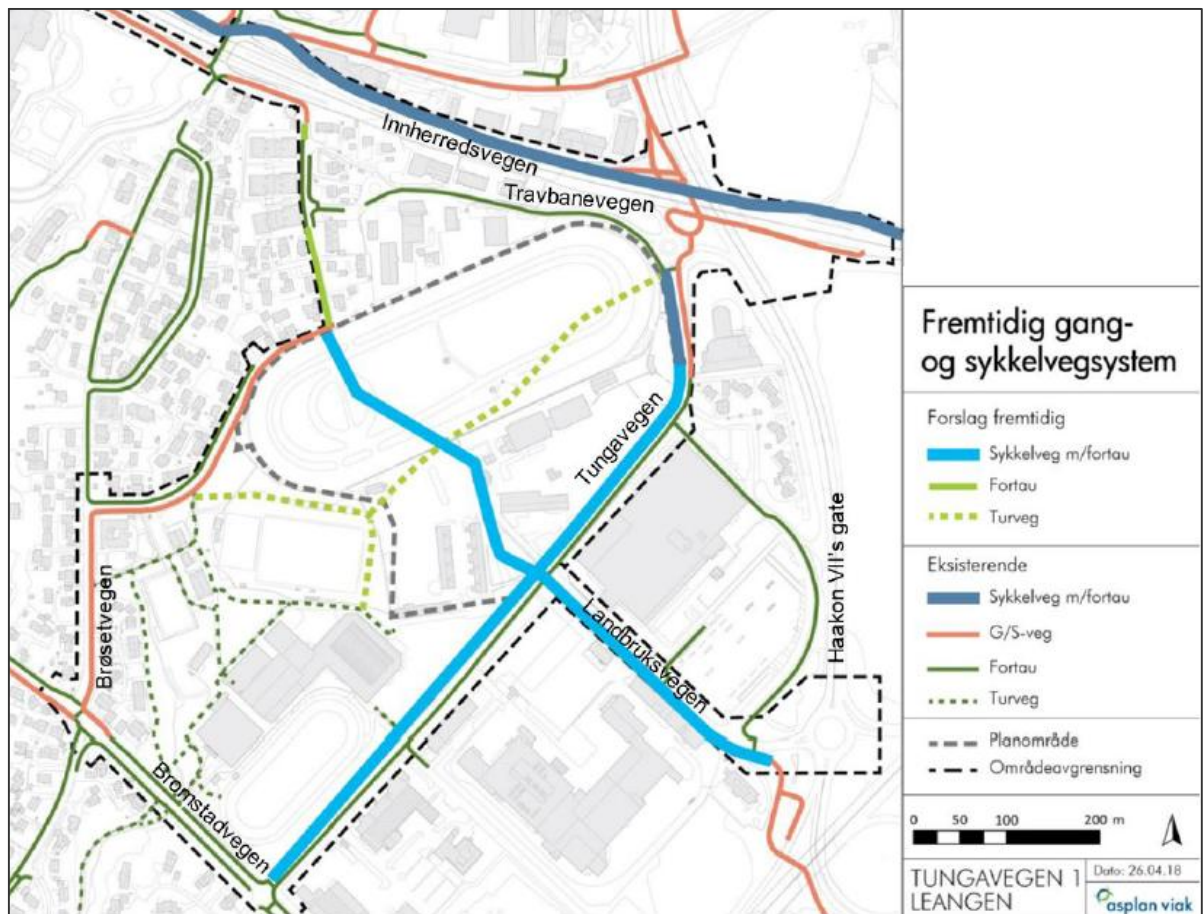 Innherredsvegen
Travbanevegen
Tungavegen
Haakon VII's gate
Landbruksvegen
Brøsetvegen
Bromstadvegen
Fremtidig gang-
og sykkelvegsystem
Forslag fremtidig
Sykkelveg m/fortau
Fortau
Turveg
Eksisterende
Sykkelveg m/fortau
G/S-veg
Fortau
Turveg
Planområde
Områdeavgrensning
0 50 100 200 m
TUNGAVEGEN 1
LEANGEN
Dato: 26.04.18
asplan viak